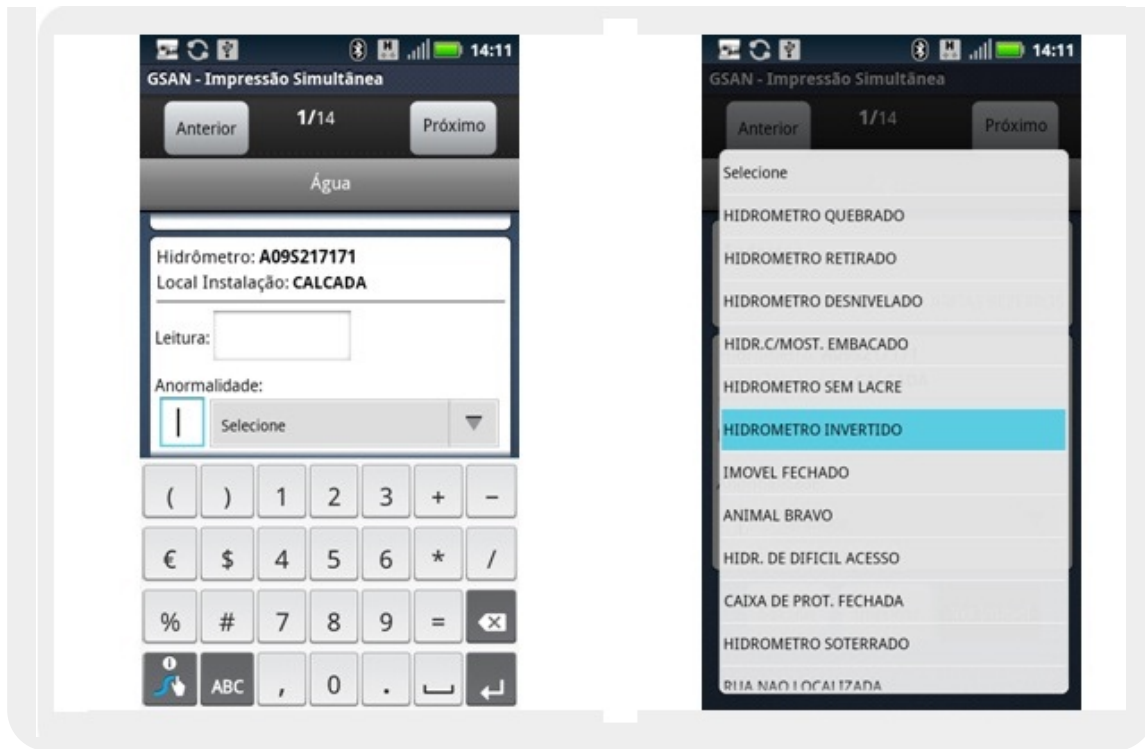 14:11
GSAN - Impressão Simultânea
Anterior 1/14 Próximo
Água
Hidrômetro: A09S217171
Local Instalação: CALCADA
Leitura:
Anormalidade:
Selecione
( ) 1 2 3 + -
€ $ 4 5 6 * /
% # 7 8 9 =
ABC , 0 .
14:11
GSAN - Impressão Simultânea
Anterior 1/14 Próximo
Selecione
HIDROMETRO QUEBRADO
HIDROMETRO RETIRADO
HIDROMETRO DESNIVELADO
HIDR.C/MOST. EMBACADO
HIDROMETRO SEM LACRE
HIDROMETRO INVERTIDO
IMOVEL FECHADO
ANIMAL BRAVO
HIDR. DE DIFICIL ACESSO
CAIXA DE PROT. FECHADA
HIDROMETRO SOTERRADO
RUA NAO LOCALIZADA